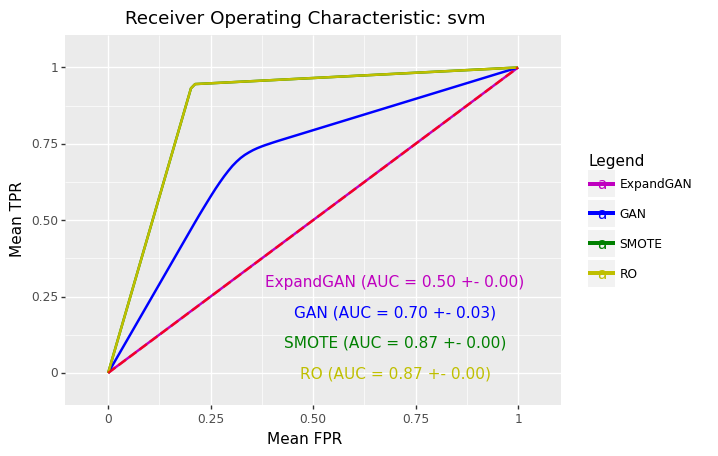 Receiver Operating Characteristic: svm
Mean TPR
1
0.75
0.50
0.25
0
0
0.25
0.50
0.75
1
Mean FPR
ExpandGAN (AUC = 0.50 +- 0.00)
GAN (AUC = 0.70 +- 0.03)
SMOTE (AUC = 0.87 +- 0.00)
RO (AUC = 0.87 +- 0.00)
Legend
a ExpandGAN
a GAN
a SMOTE
a RO